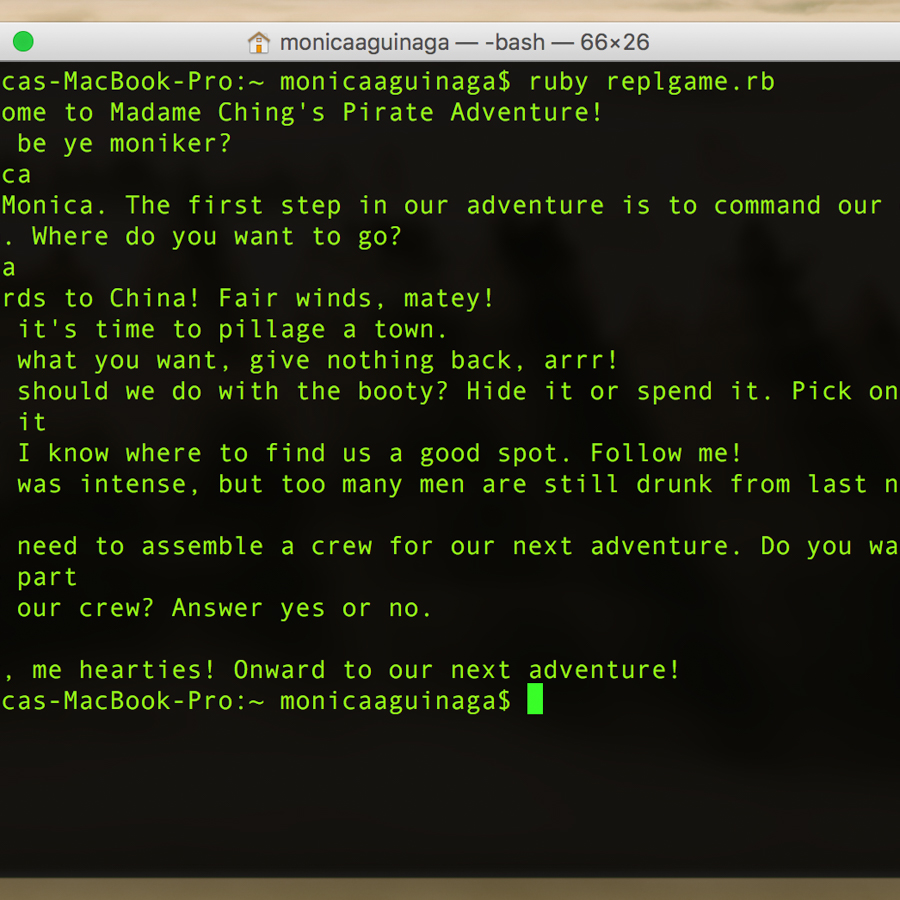 monicaaguinaga — -bash — 66×26
cas-MacBook-Pro:~ monicaaguinaga$ ruby replgame.rb
ome to Madame Ching's Pirate Adventure!
be ye moniker?
ca
Monica. The first step in our adventure is to command our
. Where do you want to go?
a
rds to China! Fair winds, matey!
it's time to pillage a town.
what you want, give nothing back, arrr!
should we do with the booty? Hide it or spend it. Pick on
it
I know where to find us a good spot. Follow me!
was intense, but too many men are still drunk from last n
need to assemble a crew for our next adventure. Do you wa
part
our crew? Answer yes or no.
, me hearties! Onward to our next adventure!
cas-MacBook-Pro:~ monicaaguinaga$